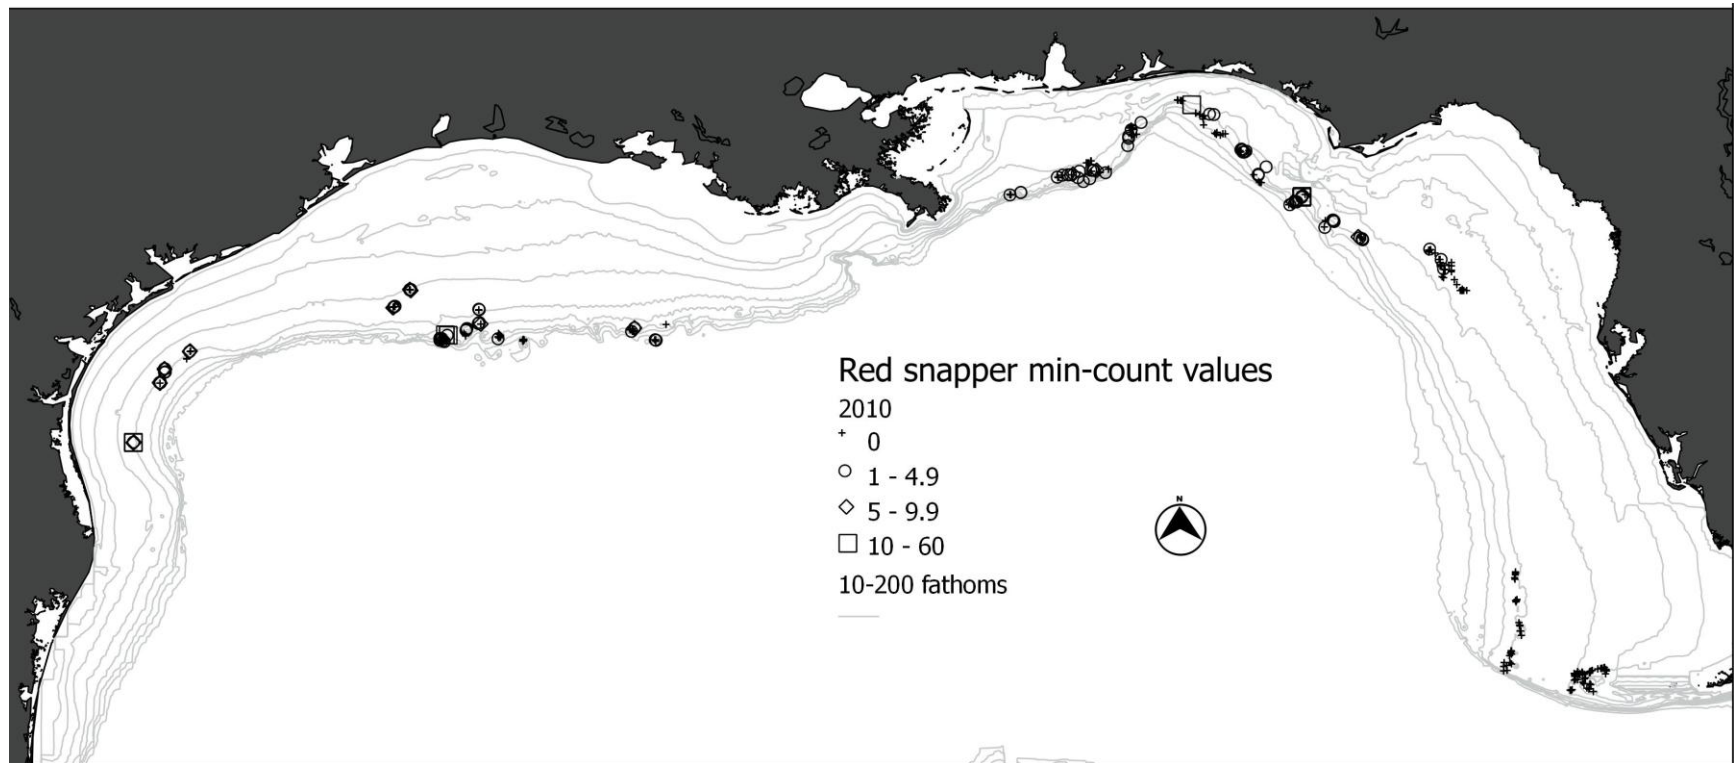 Red snapper min-count values
2010
0
1 - 4.9
5 - 9.9
10 - 60
10-200 fathoms
N